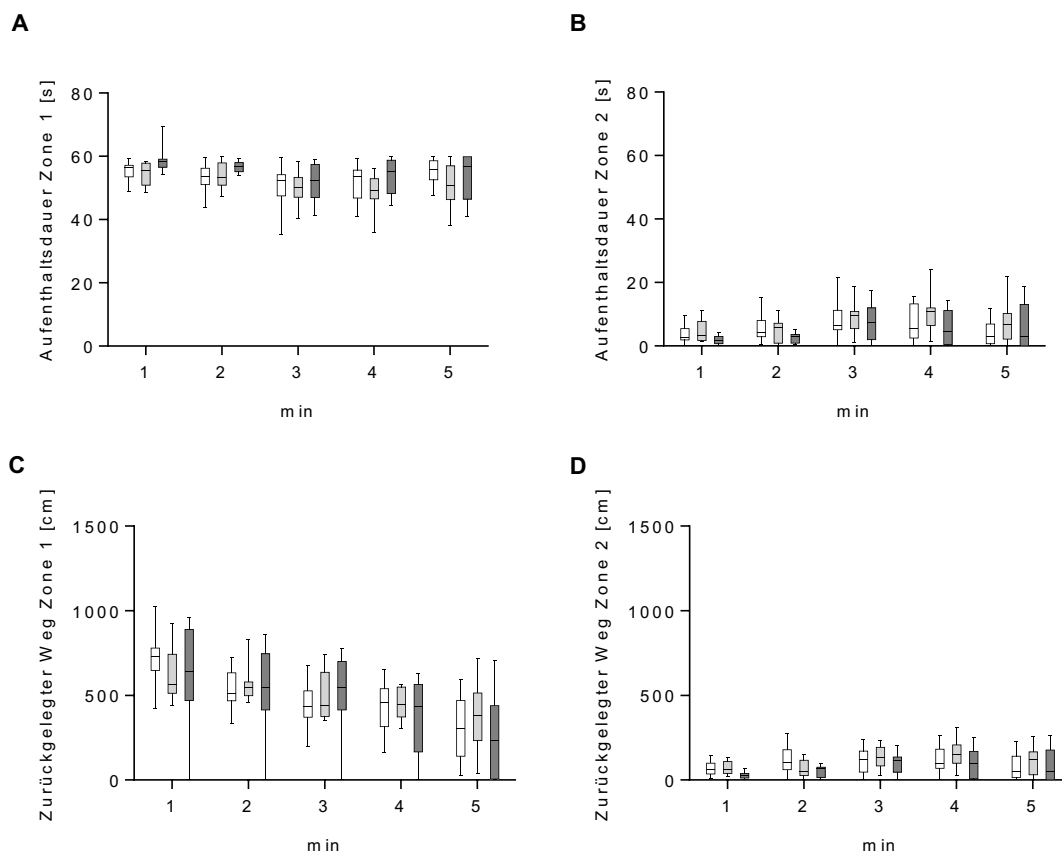 A
Aufenthaltsdauer Zone 1 [s]
80
60
40
20
0
1 2 3 4 5
min
B
Aufenthaltsdauer Zone 2 [s]
80
60
40
20
0
1 2 3 4 5
min
C
Zurückgelegter Weg Zone 1 [cm]
1500
1000
500
0
1 2 3 4 5
min
D
Zurückgelegter Weg Zone 2 [cm]
1500
1000
500
0
1 2 3 4 5
min